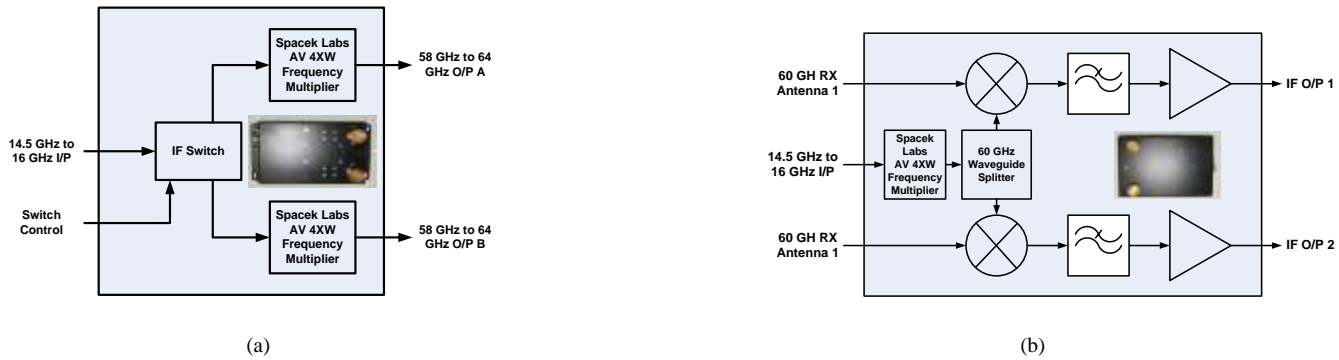 Spacek Labs
AV 4XW
Frequency
Multiplier
58 GHz to 64
GHz O/P A
14.5 GHz to
16 GHz I/P
IF Switch
Switch
Control
Spacek Labs
AV 4XW
Frequency
Multiplier
58 GHz to 64
GHz O/P B
(a)
60 GH RX
Antenna 1
IF O/P 1
14.5 GHz to
16 GHz I/P
Spacek
Labs
AV 4XW
Frequency
Multiplier
60 GHz
Waveguide
Splitter
60 GH RX
Antenna 1
IF O/P 2
(b)